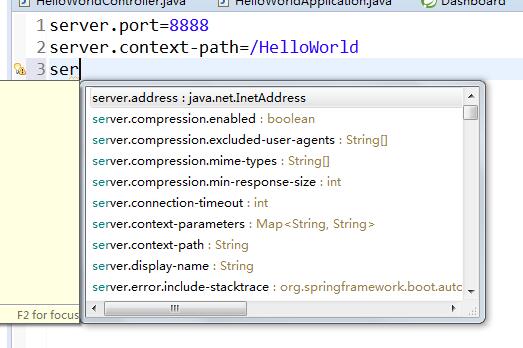 HelloWorldController.java HelloWorldApplication.java Dashboard
1 server.port=8888
2 server.context-path=/HelloWorld
3 ser
server.address : java.net.InetAddress
server.compression.enabled : boolean
server.compression.excluded-user-agents : String[]
server.compression.mime-types : String[]
server.compression.min-response-size : int
server.connection-timeout : int
server.context-parameters : Map<String, String>
server.context-path : String
server.display-name : String
server.error.include-stacktrace : org.springframework.boot.auto
F2 for focus